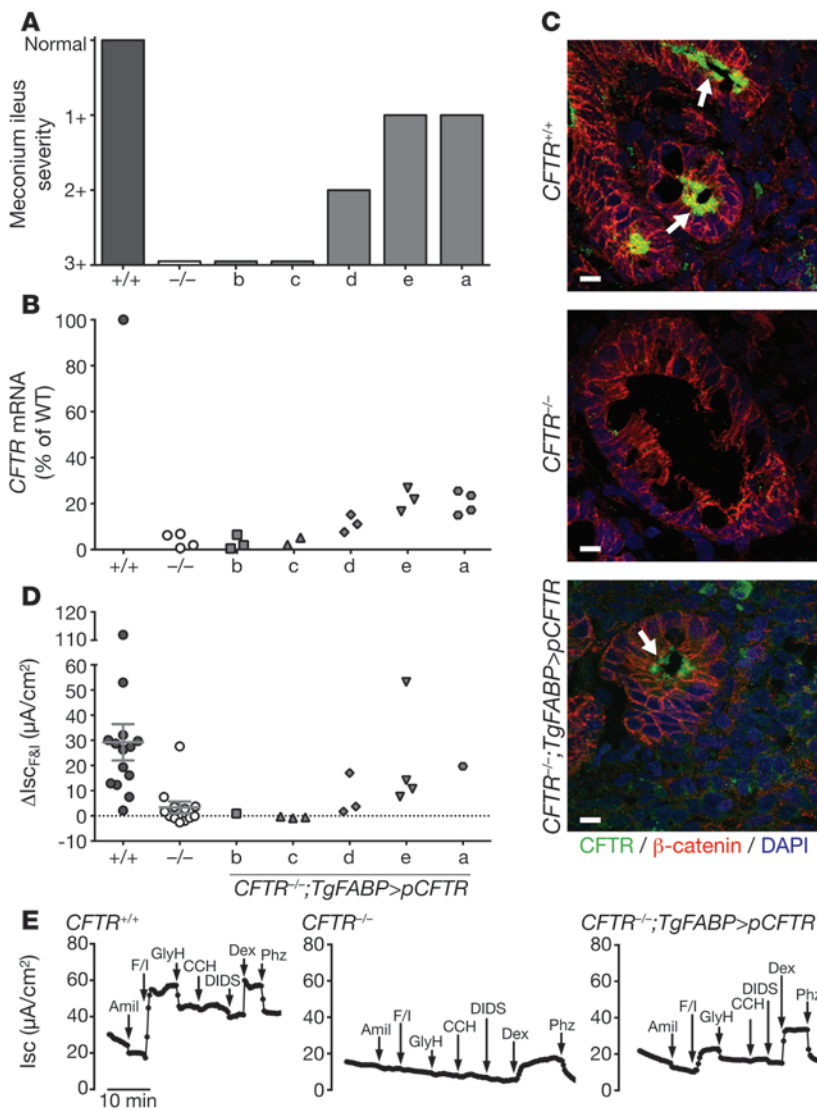 A
Normal
1+
2+
3+
Meconium ileus
severity
+/+
–/–
b
c
d
e
a
B
100
80
60
40
20
0
CFTR mRNA
(% of WT)
+/+
–/–
b
c
d
e
a
C
CFTR+/+
CFTR–/–
CFTR–/–;TgFABP>pCFTR
CFTR / β-catenin / DAPI
D
120
110
60
50
40
30
20
10
0
-10
ΔIscF&I (µA/cm²)
+/+
–/–
b
c
d
e
a
CFTR–/–;TgFABP>pCFTR
E
CFTR+/+
80
60
40
20
0
Isc (µA/cm²)
Amil
F/I
GlyH
CCH
DIDS
Dex
Phz
10 min
CFTR–/–
80
60
40
20
0
Amil
F/I
GlyH
CCH
DIDS
Dex
Phz
CFTR–/–;TgFABP>pCFTR
80
60
40
20
0
Amil
F/I
GlyH
CCH
DIDS
Dex
Phz